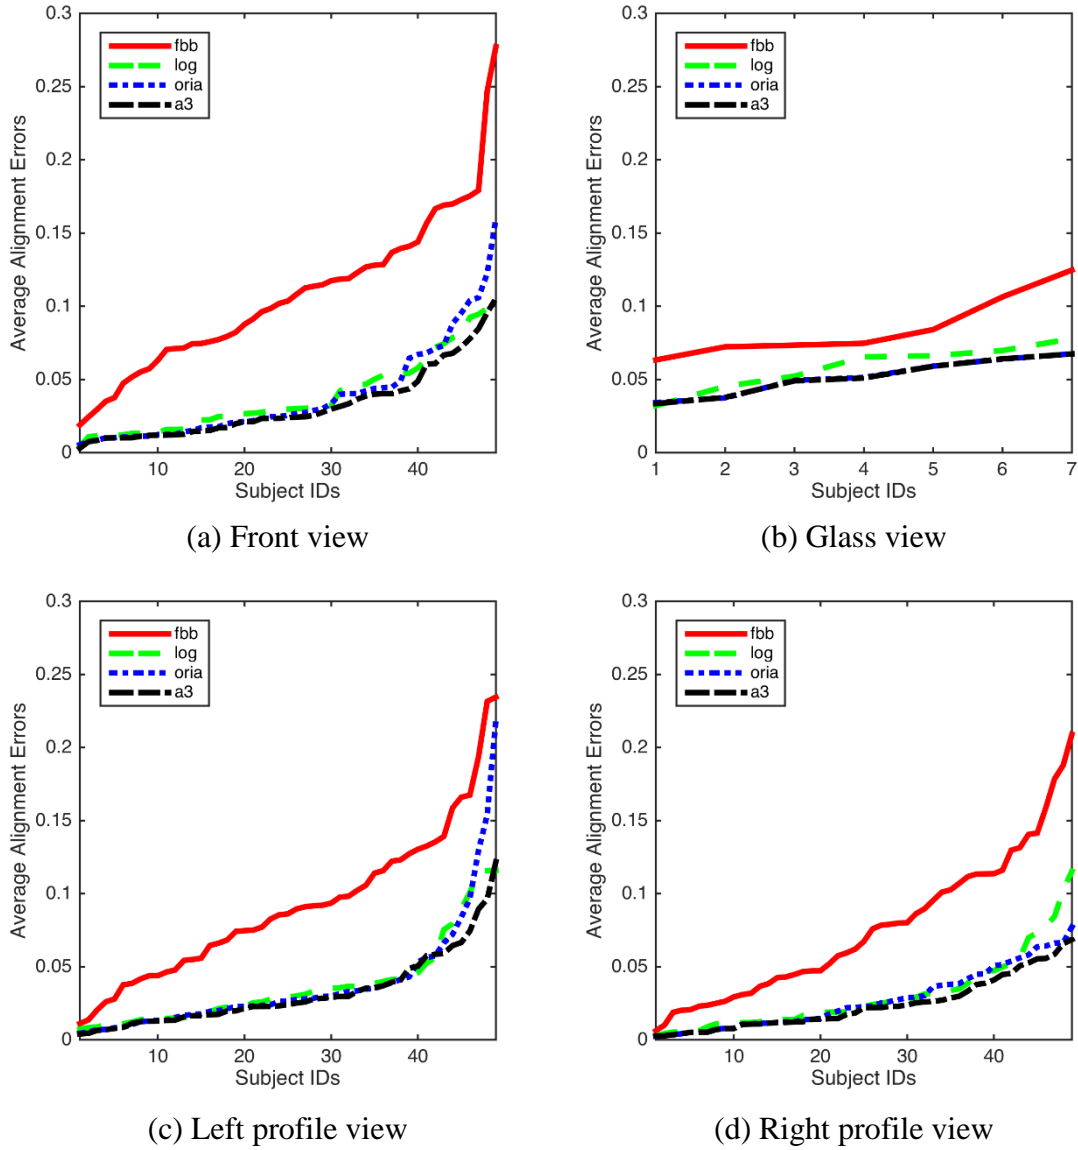 0.3
0.25
0.2
0.15
0.1
0.05
0
Average Alignment Errors
fbb
log
oria
a3
10 20 30 40
Subject IDs
(a) Front view
0.3
0.25
0.2
0.15
0.1
0.05
0
Average Alignment Errors
fbb
log
oria
a3
1 2 3 4 5 6 7
Subject IDs
(b) Glass view
0.3
0.25
0.2
0.15
0.1
0.05
0
Average Alignment Errors
fbb
log
oria
a3
10 20 30 40
Subject IDs
(c) Left profile view
0.3
0.25
0.2
0.15
0.1
0.05
0
Average Alignment Errors
fbb
log
oria
a3
10 20 30 40
Subject IDs
(d) Right profile view